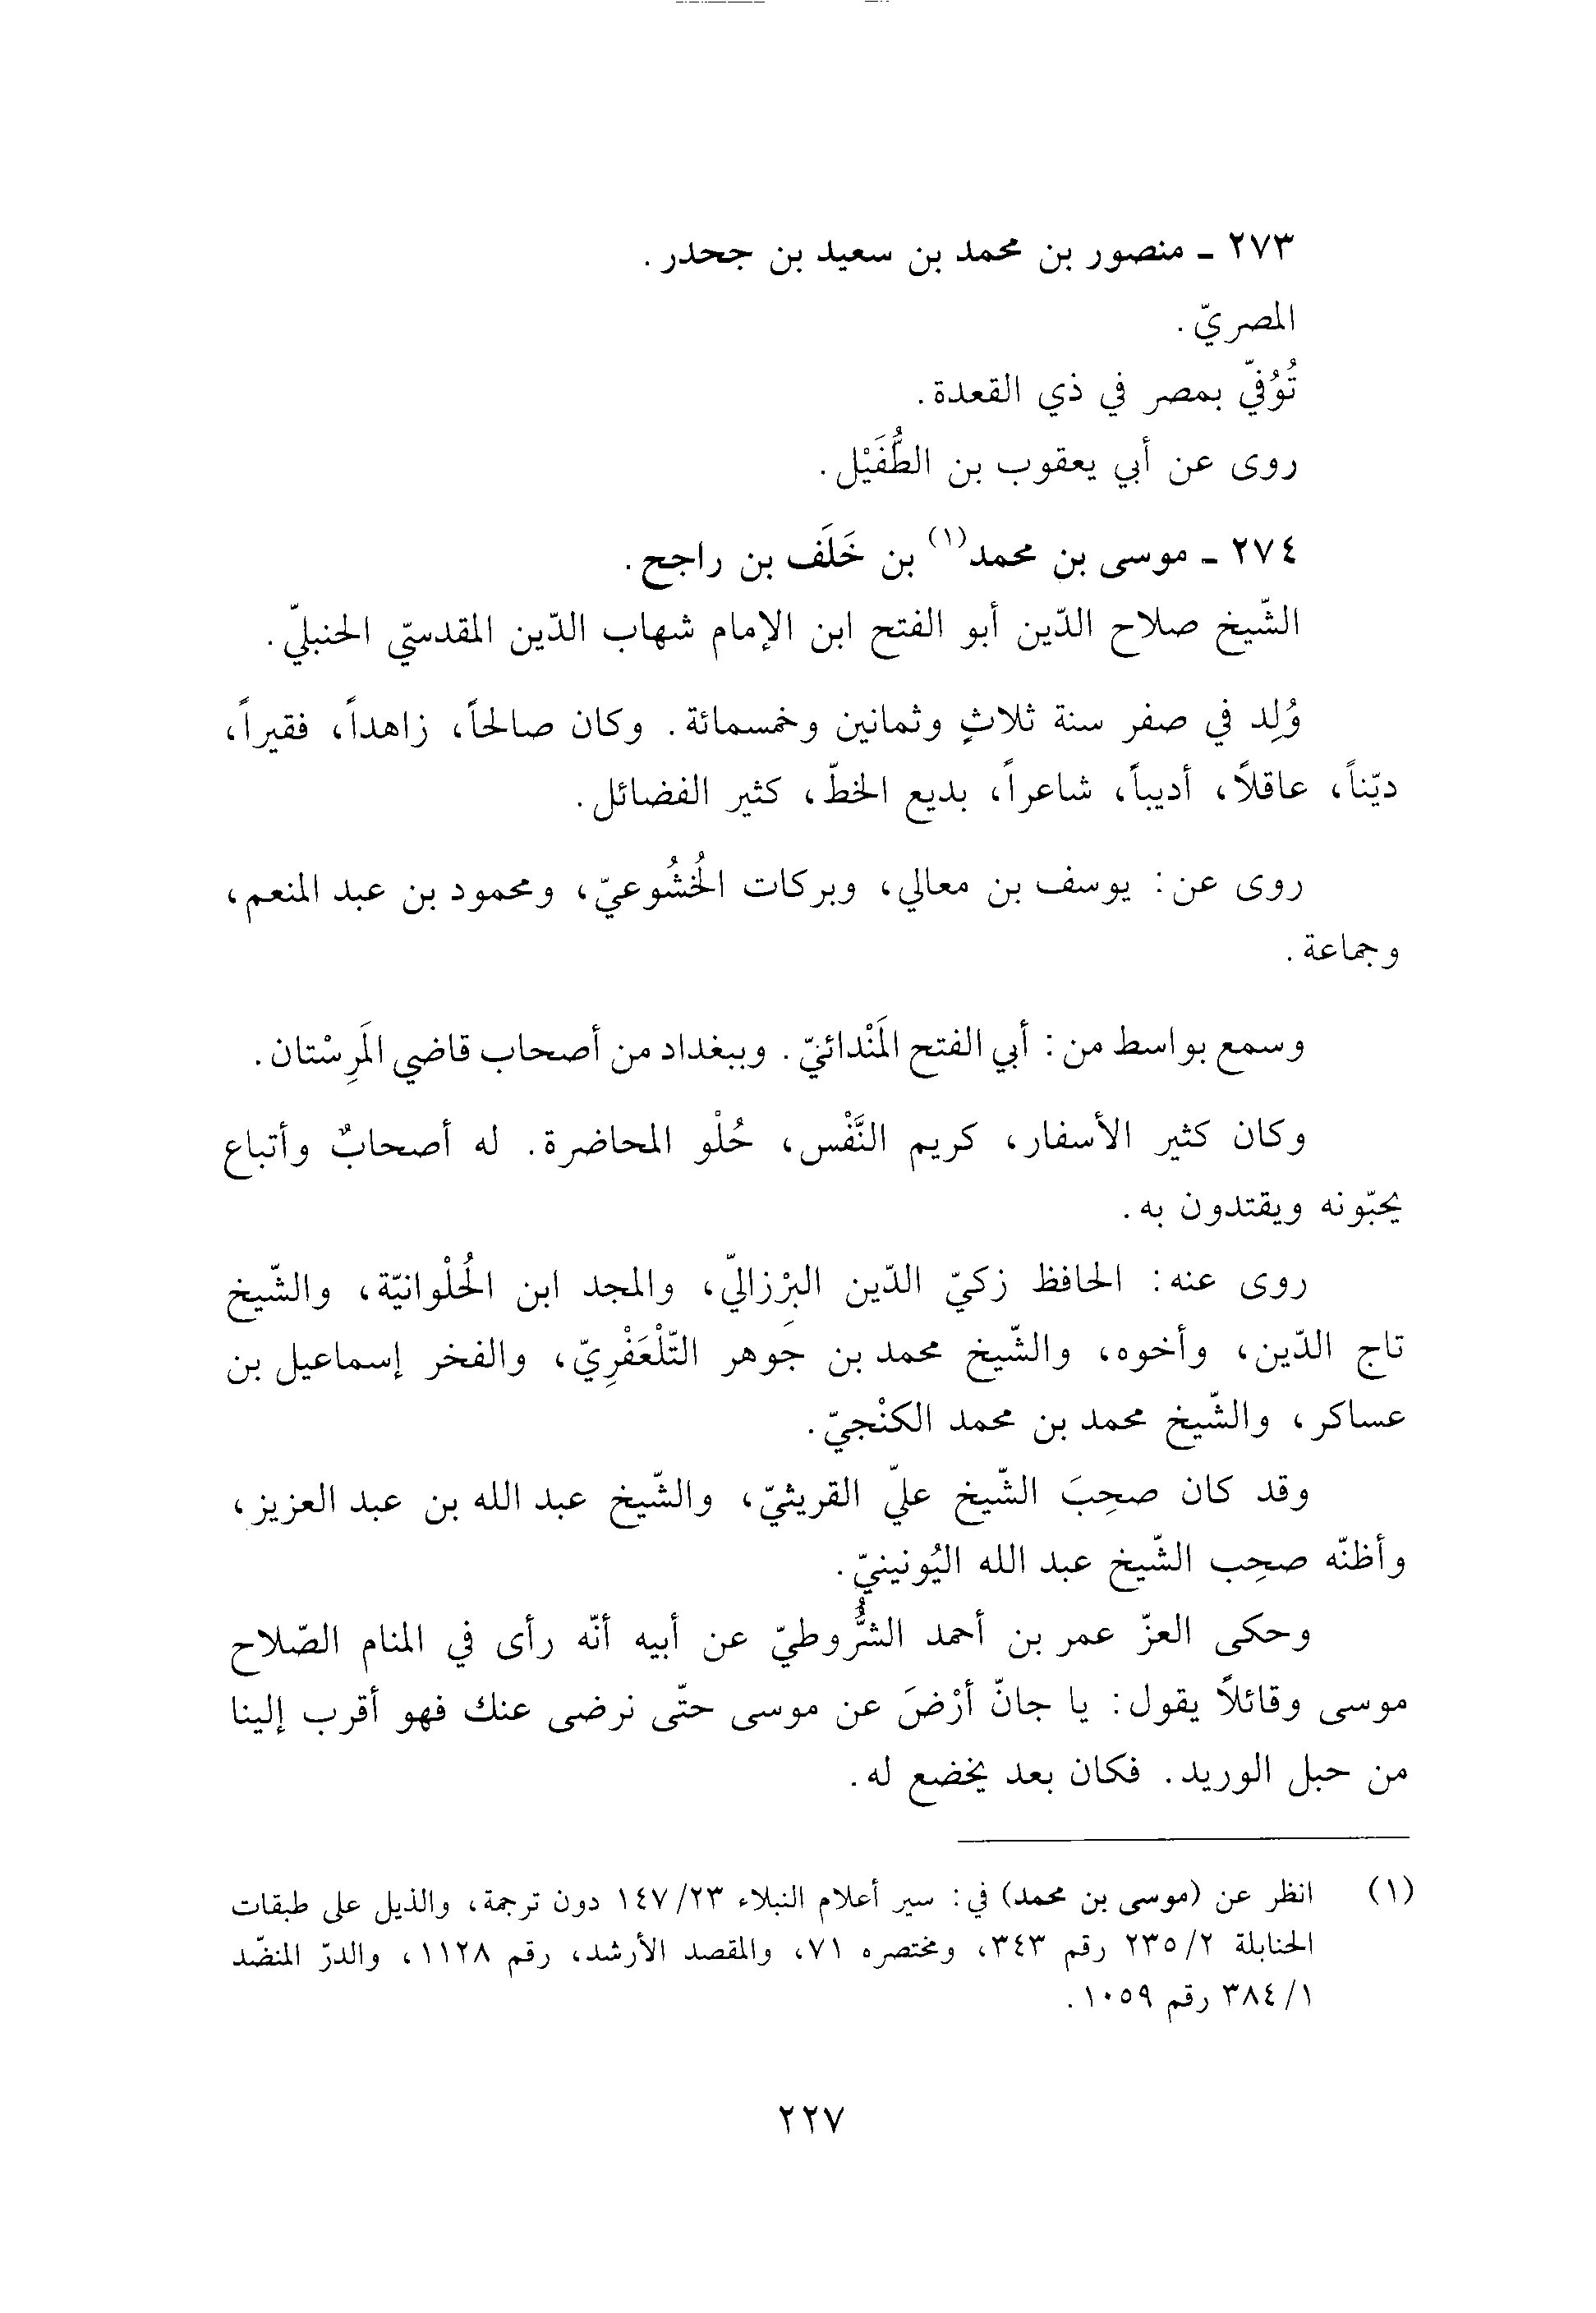 ٢٧٣ ـ منصور بن محمد بن سعيد بن جحدر.
المصريّ.
تُوُفّي بمصر في ذي القعدة.
روى عن أبي يعقوب بن الطُّفَيْل.
٢٧٤ ـ موسى بن محمد(١) بن خَلَف بن راجح.
الشّيخ صلاح الدّين أبو الفتح ابن الإمام شهاب الدّين المقدسيّ الحنبليّ.
وُلِد في صفر سنة ثلاثٍ وثمانين وخمسمائة. وكان صالحاً، زاهداً، فقيراً،
ديّناً، عاقلاً، أديباً، شاعراً، بديع الخطّ، كثير الفضائل.
روى عن: يوسف بن معالي، وبركات الخُشُوعيّ، ومحمود بن عبد المنعم،
وجماعة.
وسمع بواسط من: أبي الفتح المَنْدائيّ. وببغداد من أصحاب قاضي المَرِسْتان.
وكان كثير الأسفار، كريم النَّفْس، حُلْو المحاضرة. له أصحابٌ وأتباع
يحبّونه ويقتدون به.
روى عنه: الحافظ زكيّ الدّين البِرْزاليّ، والمجد ابن الحُلْوانيّة، والشّيخ
تاج الدّين، وأخوه، والشّيخ محمد بن جَوهر التّلْعَفْرِيّ، والفخر إسماعيل بن
عساكر، والشّيخ محمد بن محمد الكنْجيّ.
وقد كان صحِبَ الشّيخ عليّ القريثيّ، والشّيخ عبد الله بن عبد العزيز،
وأظنّه صحِب الشّيخ عبد الله اليُونينيّ.
وحكى العزّ عمر بن أحمد الشُّروطيّ عن أبيه أنّه رأى في المنام الصّلاح
موسى وقائلاً يقول: يا جانّ أرْضَ عن موسى حتّى نرضى عنك فهو أقرب إلينا
من حبل الوريد. فكان بعد يخضع له.
(١) انظر عن (موسى بن محمد) في: سير أعلام النبلاء ١٤٧/٢٣ دون ترجمة، والذيل على طبقات
الحنابلة ٢٣٥/٢ رقم ٣٤٣، ومختصره ٧١، والمقصد الأرشد، رقم ١١٢٨، والدرّ المنضّد
٣٨٤/١ رقم ١٠٥٩.
٢٢٧